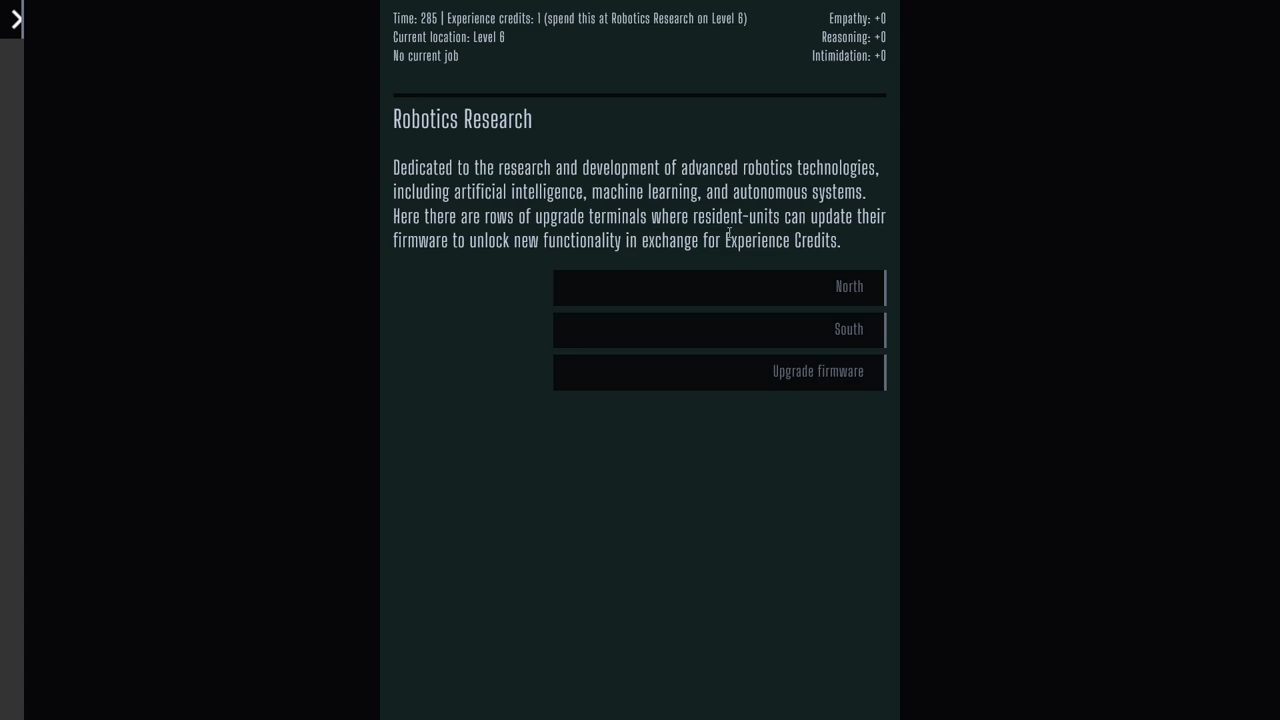 Time: 285 | Experience credits: 1 (spend this at Robotics Research on Level 6)
Current location: Level 6
No current job
Empathy: +0
Reasoning: +0
Intimidation: +0
Robotics Research
Dedicated to the research and development of advanced robotics technologies,
including artificial intelligence, machine learning, and autonomous systems.
Here there are rows of upgrade terminals where resident-units can update their
firmware to unlock new functionality in exchange for Experience Credits.
North
South
Upgrade firmware